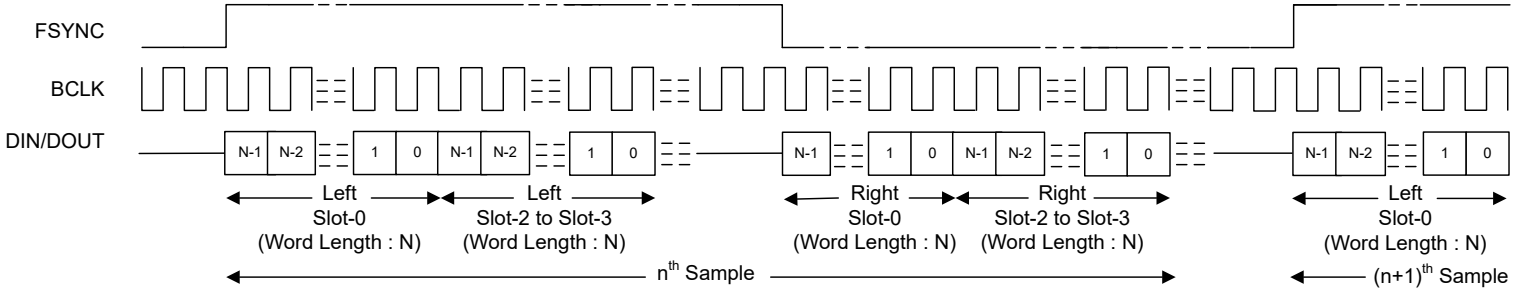 FSYNC
BCLK
DIN/DOUT
N-1 N-2 1 0 N-1 N-2 1 0 N-1 1 0 N-1 N-2 1 0 N-1 N-2 1 0
Left Left Right Right Left
Slot-0 Slot-2 to Slot-3 Slot-0 Slot-2 to Slot-3 Slot-0
(Word Length : N) (Word Length : N) (Word Length : N) (Word Length : N) (Word Length : N)
nth Sample (n+1)th Sample